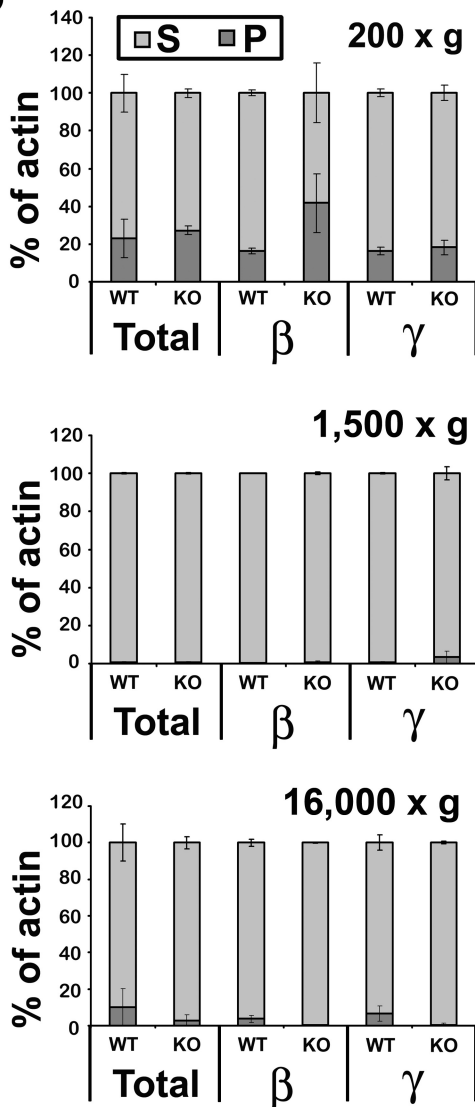 140
S P
200 x g
120
100
80
60
40
20
0
% of actin
WT KO WT KO WT KO
Total β γ
1,500 x g
120
100
80
60
40
20
0
% of actin
WT KO WT KO WT KO
Total β γ
16,000 x g
120
100
80
60
40
20
0
% of actin
WT KO WT KO WT KO
Total β γ